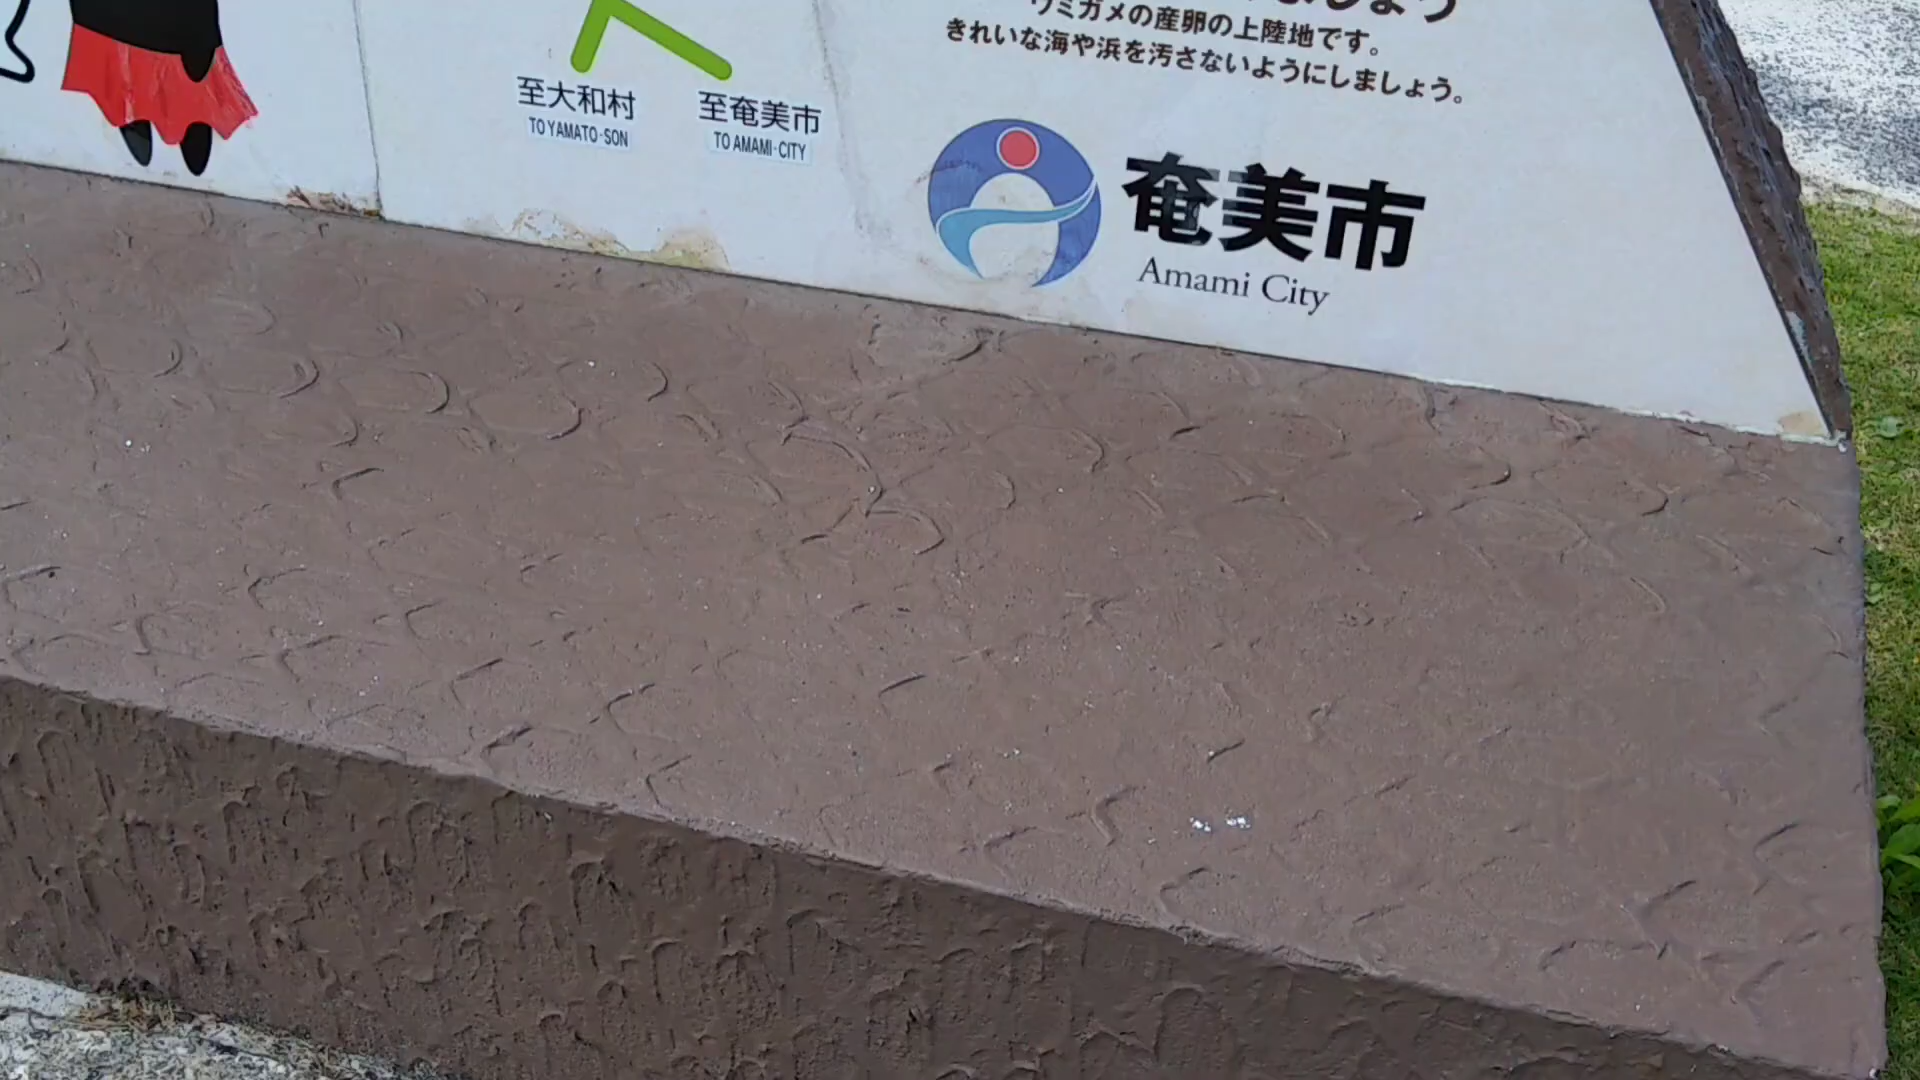 ウミガメの産卵の上陸地です。
きれいな海や浜を汚さないようにしましょう。
至大和村
TO YAMATO-SON
至奄美市
TO AMAMI-CITY
奄美市
Amami City